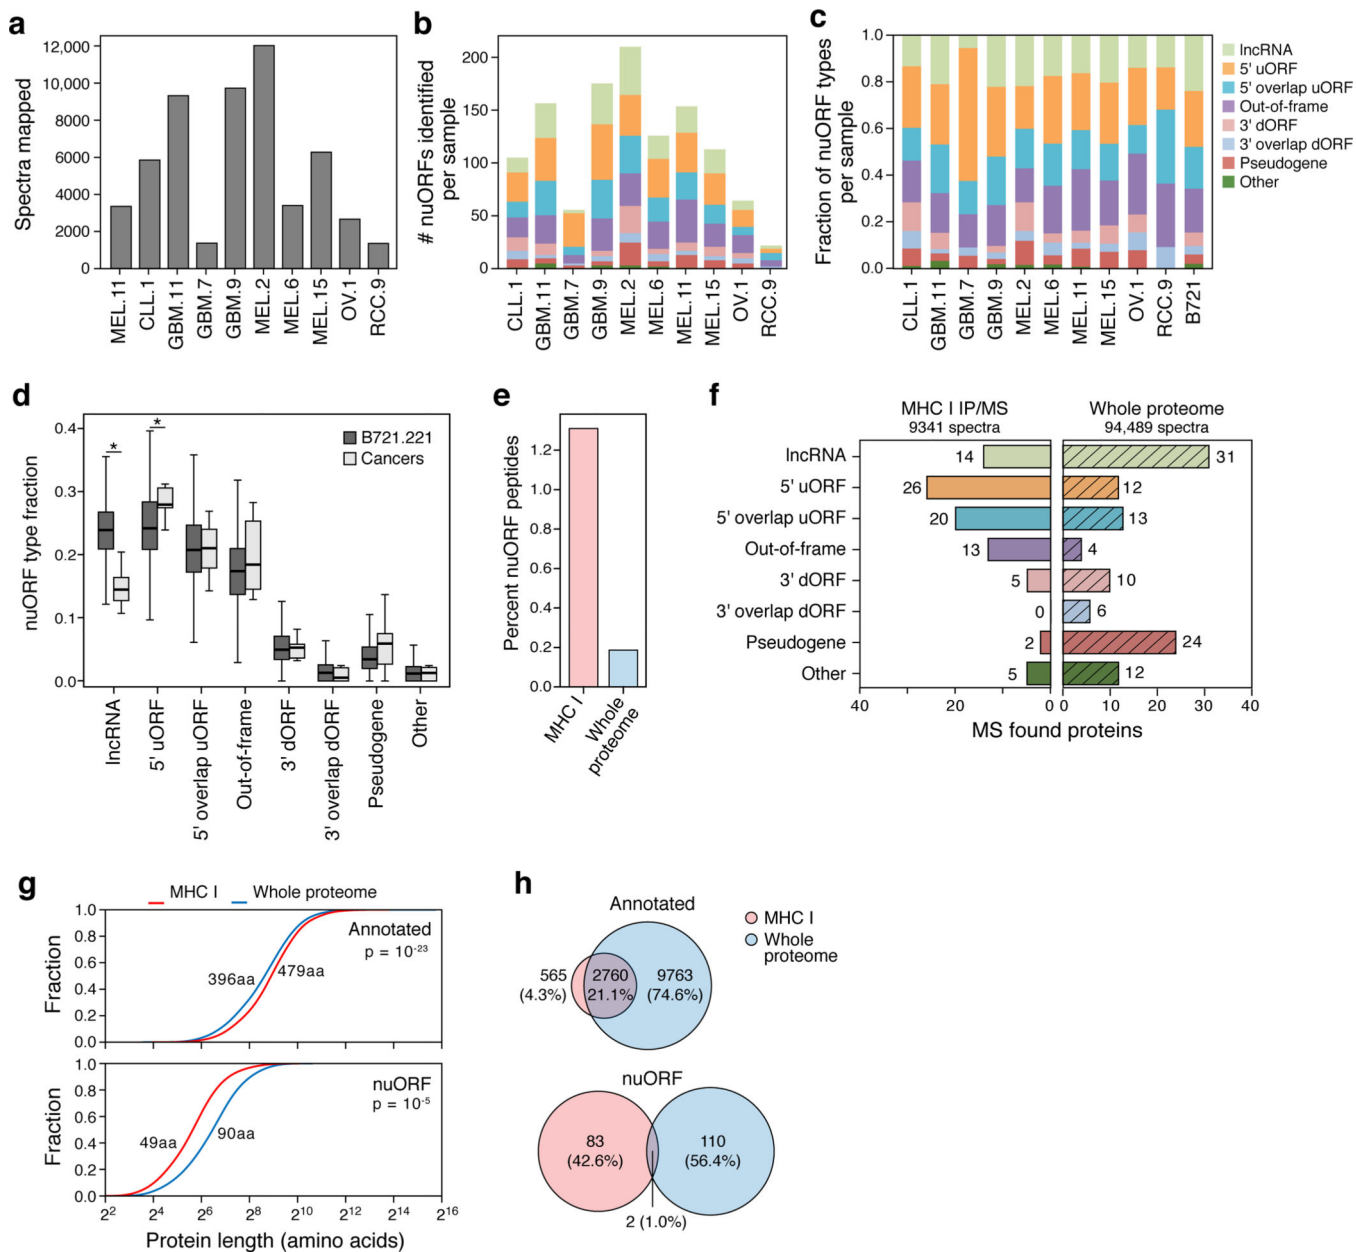 a
Spectra mapped
12,000
10,000
8000
6000
4000
2000
0
MEL.11
CLL.1
GBM.11
GBM.7
GBM.9
MEL.2
MEL.6
MEL.15
OV.1
RCC.9
b
# nuORFs identified
per sample
200
150
100
50
0
CLL.1
GBM.11
GBM.7
GBM.9
MEL.2
MEL.6
MEL.11
MEL.15
OV.1
RCC.9
c
Fraction of nuORF types
per sample
1.0
0.8
0.6
0.4
0.2
0.0
CLL.1
GBM.11
GBM.7
GBM.9
MEL.2
MEL.6
MEL.11
MEL.15
OV.1
RCC.9
B721
lncRNA
5' uORF
5' overlap uORF
Out-of-frame
3' dORF
3' overlap dORF
Pseudogene
Other
d
nuORF type fraction
0.4
0.3
0.2
0.1
0.0
*
*
B721.221
Cancers
lncRNA
5' uORF
5' overlap uORF
Out-of-frame
3' dORF
3' overlap dORF
Pseudogene
Other
e
Percent nuORF peptides
1.2
1.0
0.8
0.6
0.4
0.2
0.0
MHC I
Whole
proteome
f
MHC I IP/MS
9341 spectra
Whole proteome
94,489 spectra
lncRNA 14 31
5' uORF 26 12
5' overlap uORF 20 13
Out-of-frame 13 4
3' dORF 5 10
3' overlap dORF 0 6
Pseudogene 2 24
Other 5 12
40 20 0 0 10 20 30 40
MS found proteins
g
MHC I Whole proteome
Fraction
1.0
0.8
0.6
0.4
0.2
0.0
Annotated
p = 10-23
396aa
479aa
Fraction
1.0
0.8
0.6
0.4
0.2
0.0
nuORF
p = 10-5
49aa
90aa
2² 2⁴ 2⁶ 2⁸ 2¹⁰ 2¹² 2¹⁴ 2¹⁶
Protein length (amino acids)
h
Annotated
MHC I
Whole
proteome
565
(4.3%)
2760
21.1%
9763
(74.6%)
nuORF
83
(42.6%)
110
(56.4%)
2 (1.0%)